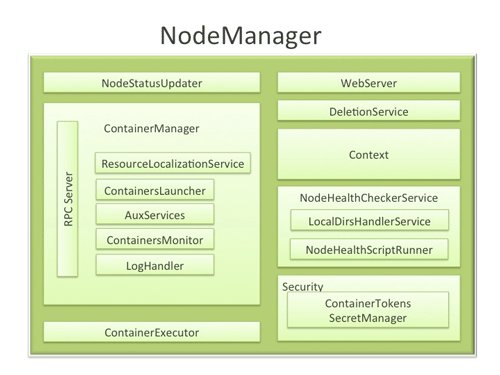 NodeManager
NodeStatusUpdater
ContainerManager
RPC Server
ResourceLocalizationService
ContainersLauncher
AuxServices
ContainersMonitor
LogHandler
ContainerExecutor
WebServer
DeletionService
Context
NodeHealthCheckerService
LocalDirsHandlerService
NodeHealthScriptRunner
Security
ContainerTokens
SecretManager